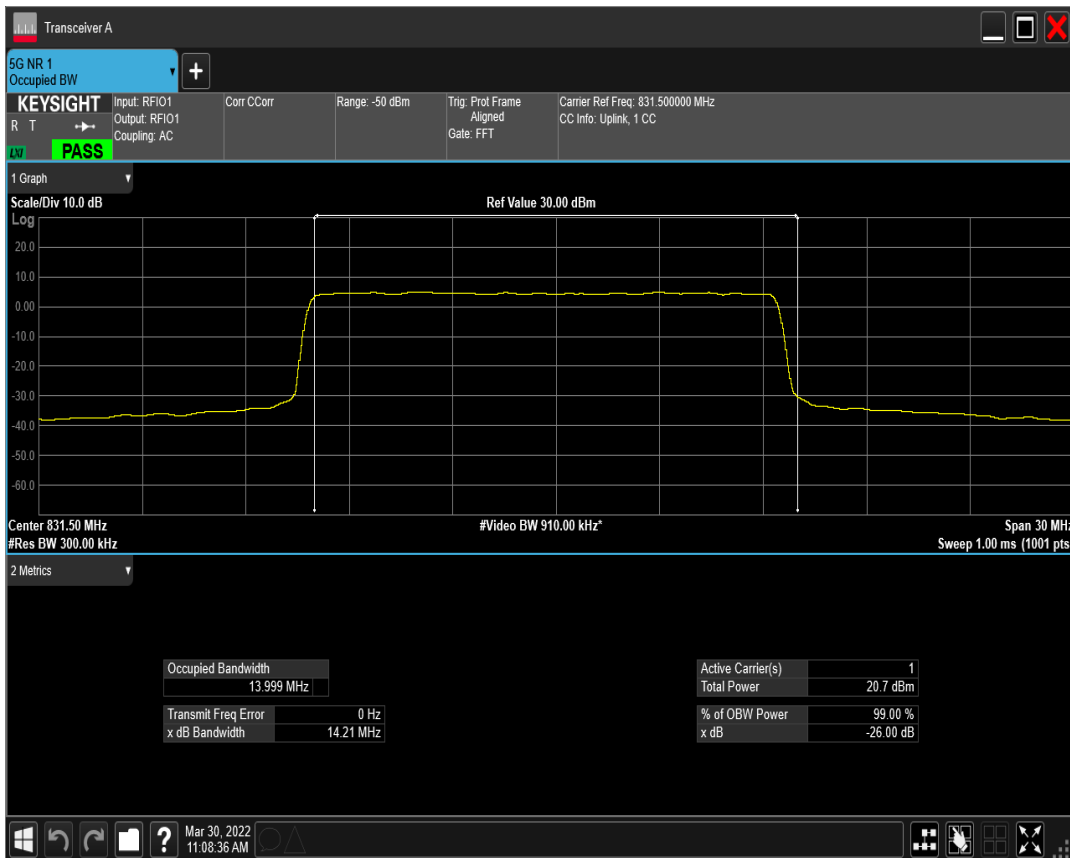 Transceiver A
5G NR 1
Occupied BW
KEYSIGHT
R T
LXI
PASS
Input: RFIO1
Output: RFIO1
Coupling: AC
Corr CCorr
Range: -50 dBm
Trig: Prot Frame
Aligned
Gate: FFT
Carrier Ref Freq: 831.500000 MHz
CC Info: Uplink, 1 CC
1 Graph
Scale/Div 10.0 dB
Ref Value 30.00 dBm
Log
20.0
10.0
0.00
-10.0
-20.0
-30.0
-40.0
-50.0
-60.0
Center 831.50 MHz
#Video BW 910.00 kHz*
Span 30 MHz
#Res BW 300.00 kHz
Sweep 1.00 ms (1001 pts
2 Metrics
Occupied Bandwidth
13.999 MHz
Transmit Freq Error 0 Hz
x dB Bandwidth 14.21 MHz
Active Carrier(s) 1
Total Power 20.7 dBm
% of OBW Power 99.00 %
x dB -26.00 dB
?
Mar 30, 2022
11:08:36 AM